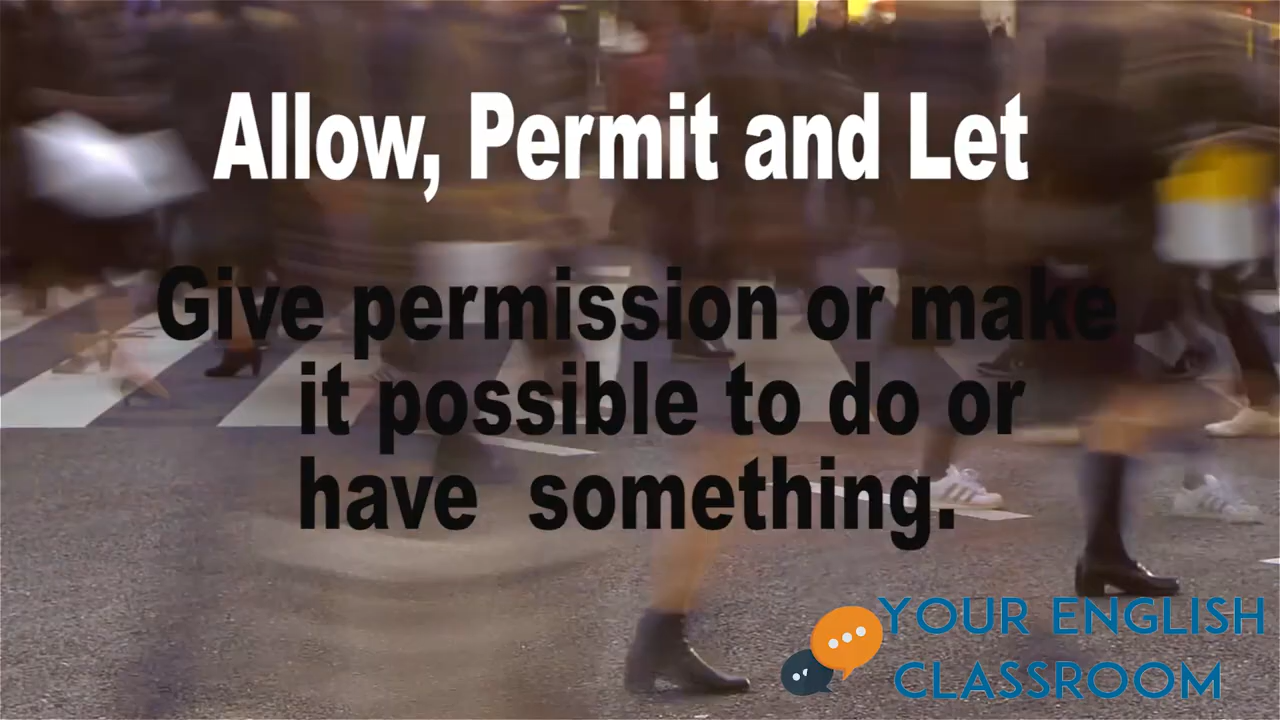 Allow, Permit and Let
Give permission or make
it possible to do or
have something.
YOUR ENGLISH
CLASSROOM